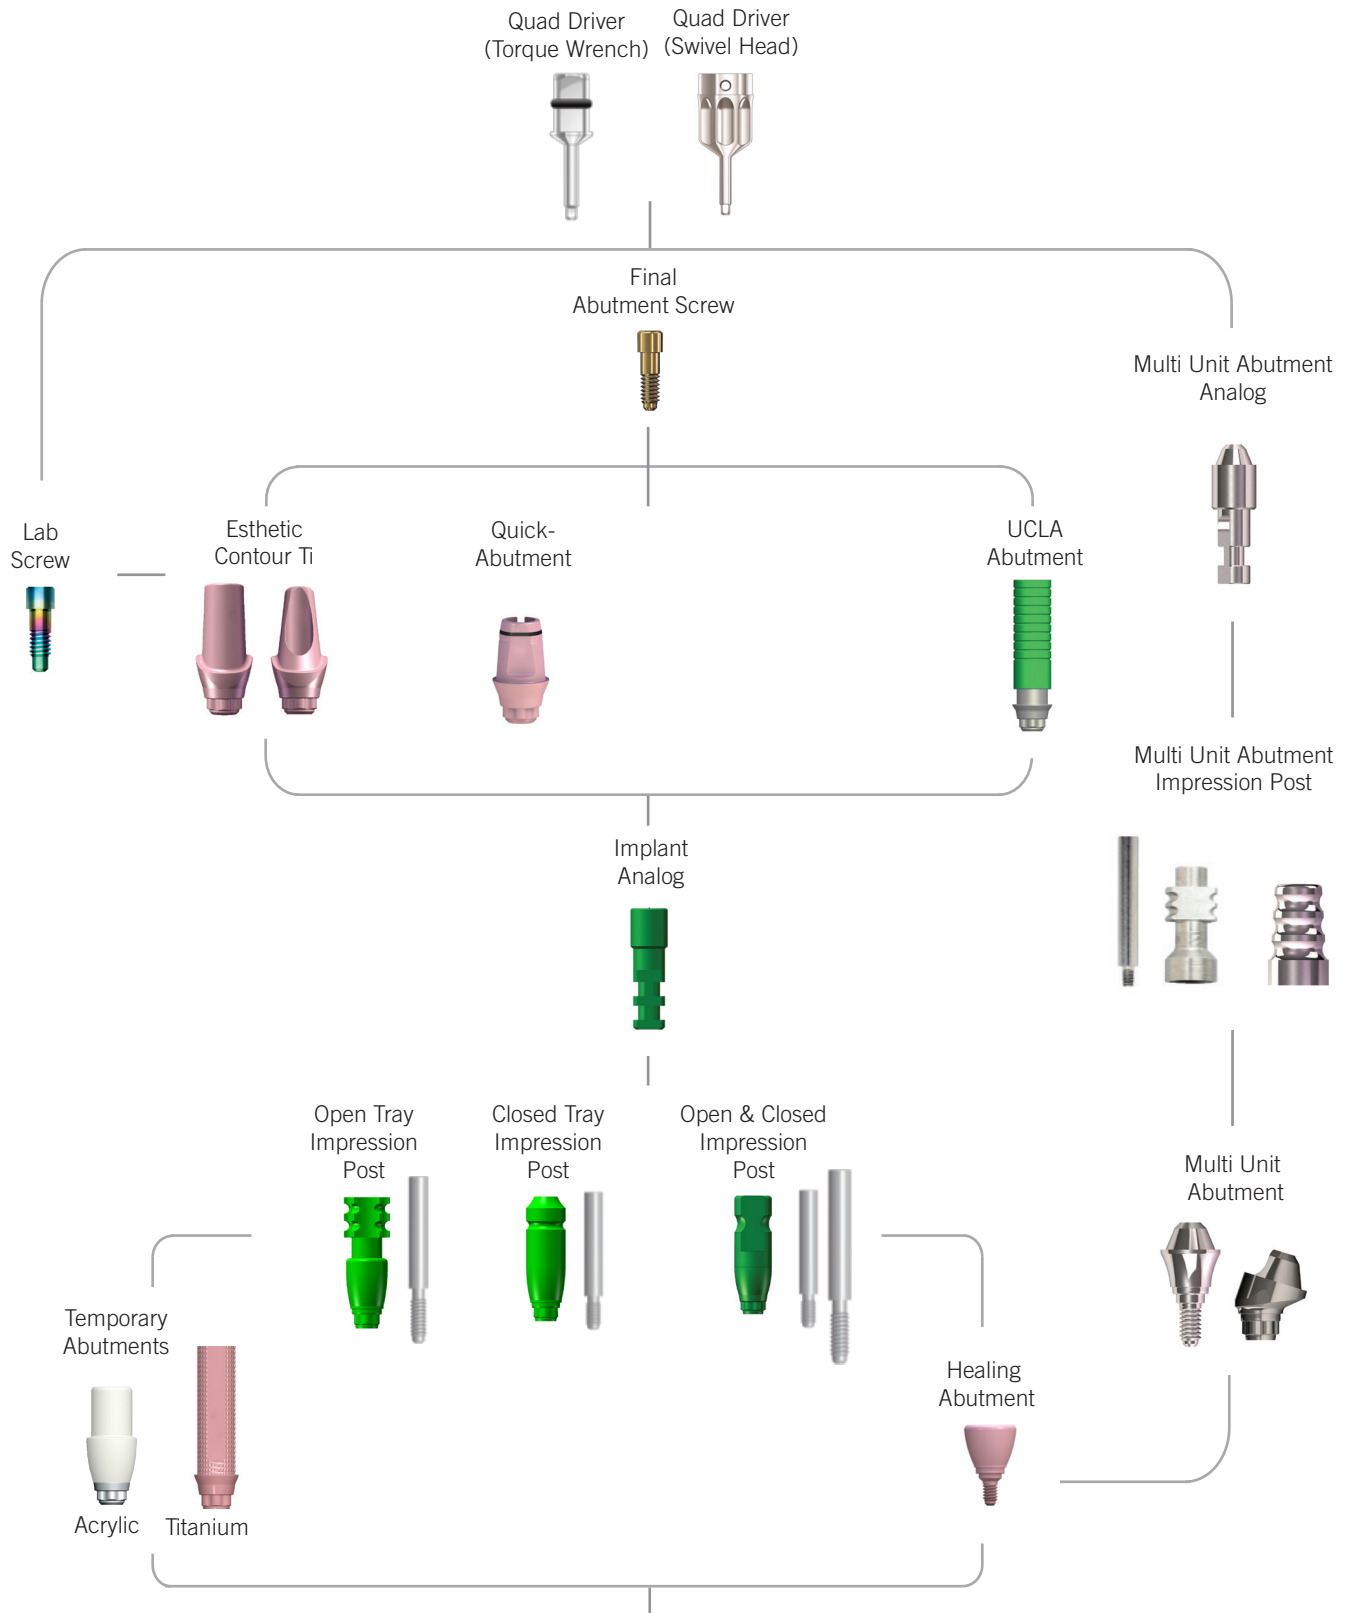 Quad Driver
(Torque Wrench)
Quad Driver
(Swivel Head)
Final
Abutment Screw
Multi Unit Abutment
Analog
Lab
Screw
Esthetic
Contour Ti
Quick-
Abutment
UCLA
Abutment
Multi Unit Abutment
Impression Post
Implant
Analog
Open Tray
Impression
Post
Closed Tray
Impression
Post
Open & Closed
Impression
Post
Multi Unit
Abutment
Temporary
Abutments
Healing
Abutment
Acrylic
Titanium